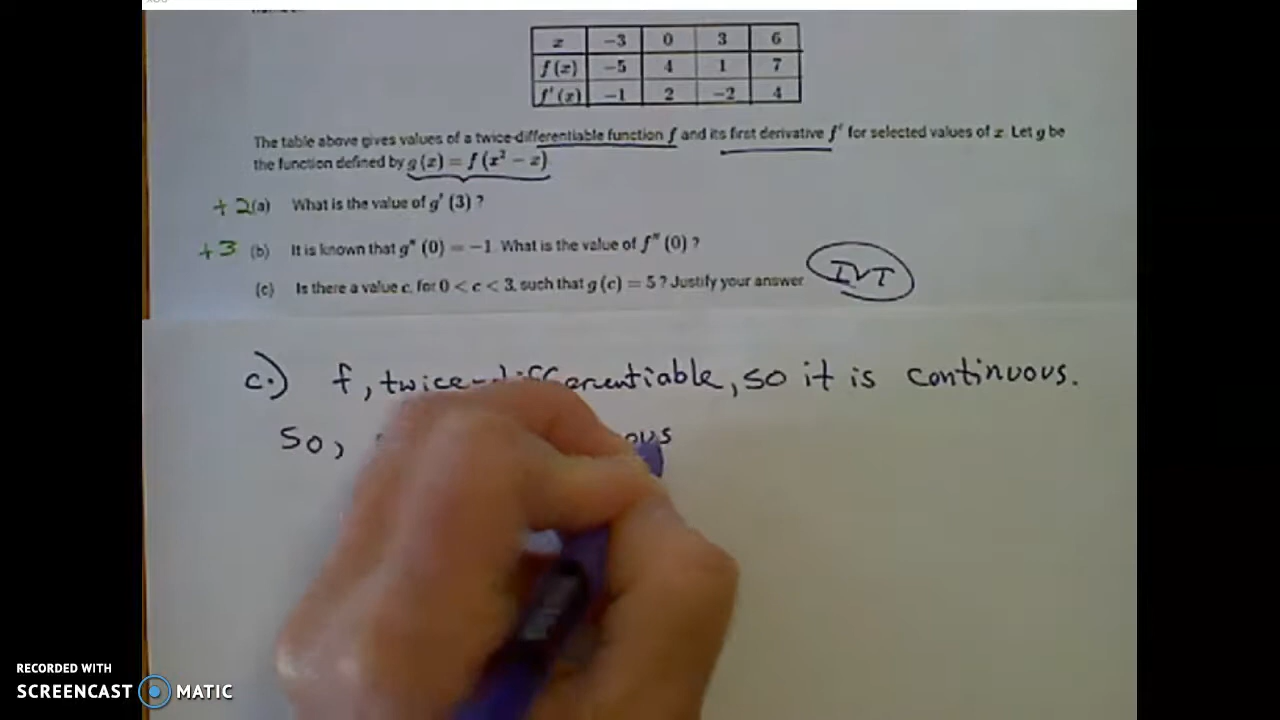 x -3 0 3 6
f(x) -5 4 1 7
f'(x) -1 2 -2 4
The table above gives values of a twice-differentiable function f and its first derivative f' for selected values of x. Let g be
the function defined by g(x) = f(x² - x)
+2 (a) What is the value of g'(3)?
+3 (b) It is known that g"(0) = -1. What is the value of f"(0)?
(c) Is there a value c, for 0 < c < 3, such that g(c) = 5? Justify your answer IVT
c.) f, twice-differentiable, so it is continuous.
So,
RECORDED WITH
SCREENCAST MATIC